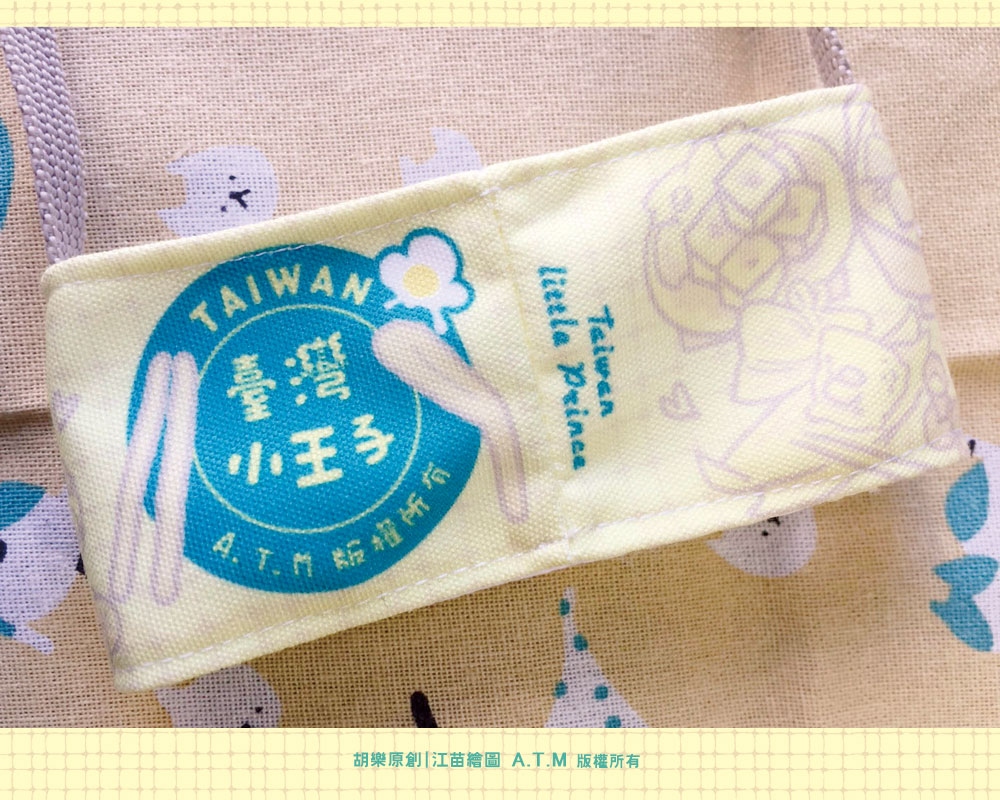 TAIWAN
臺灣
小王子
A.T.M 版權所有
Taiwan
little prince
胡樂原創|江苗繪圖 A.T.M 版權所有